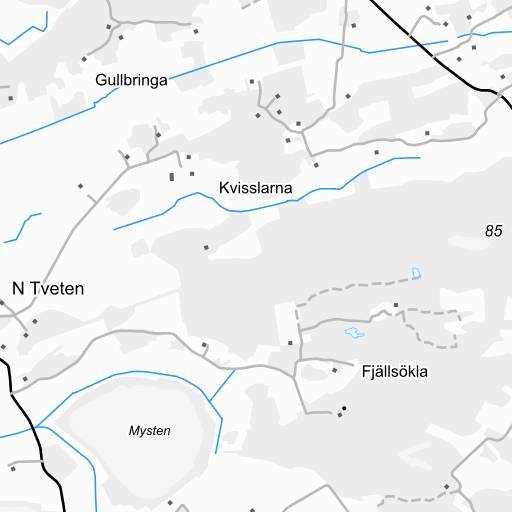 Gullbringa
Kvisslarna
85
N Tveten
Fjällsökla
Mysten